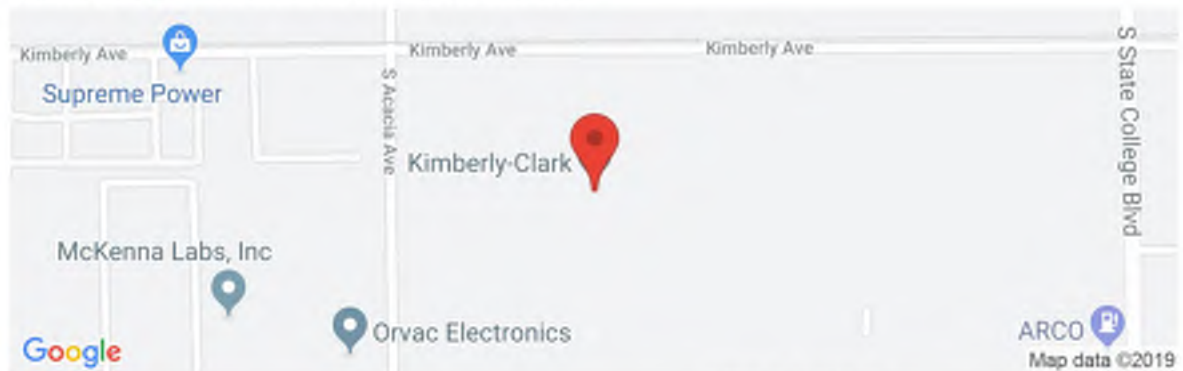 Kimberly Ave
Kimberly Ave
Kimberly Ave
S State College Blvd
Supreme Power
S Acacia Ave
Kimberly-Clark
McKenna Labs, Inc
Orvac Electronics
ARCO
Google
Map data ©2019